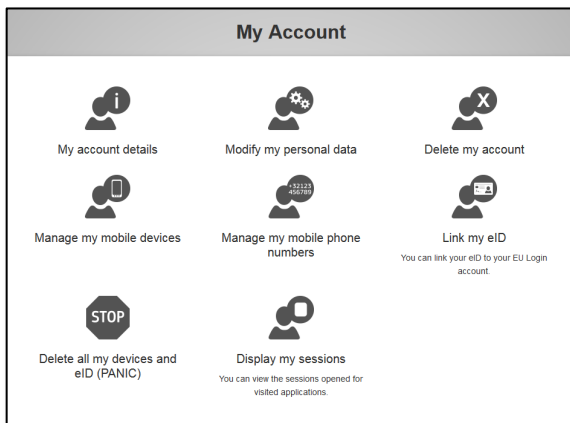 My Account
i
X
My account details
Modify my personal data
Delete my account
+32123
456789
Manage my mobile devices
Manage my mobile phone
numbers
Link my eID
You can link your eID to your EU Login
account.
STOP
Delete all my devices and
eID (PANIC)
Display my sessions
You can view the sessions opened for
visited applications.